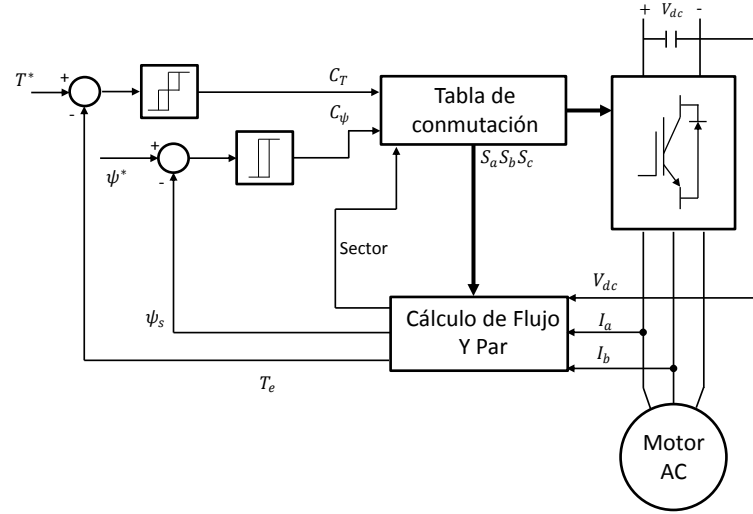 + V_dc -
T* +
-
C_T
C_ψ
Tabla de
conmutación
S_a S_b S_c
ψ* +
-
Sector
V_dc
ψ_s
Cálculo de Flujo
Y Par
I_a
I_b
T_e
Motor
AC